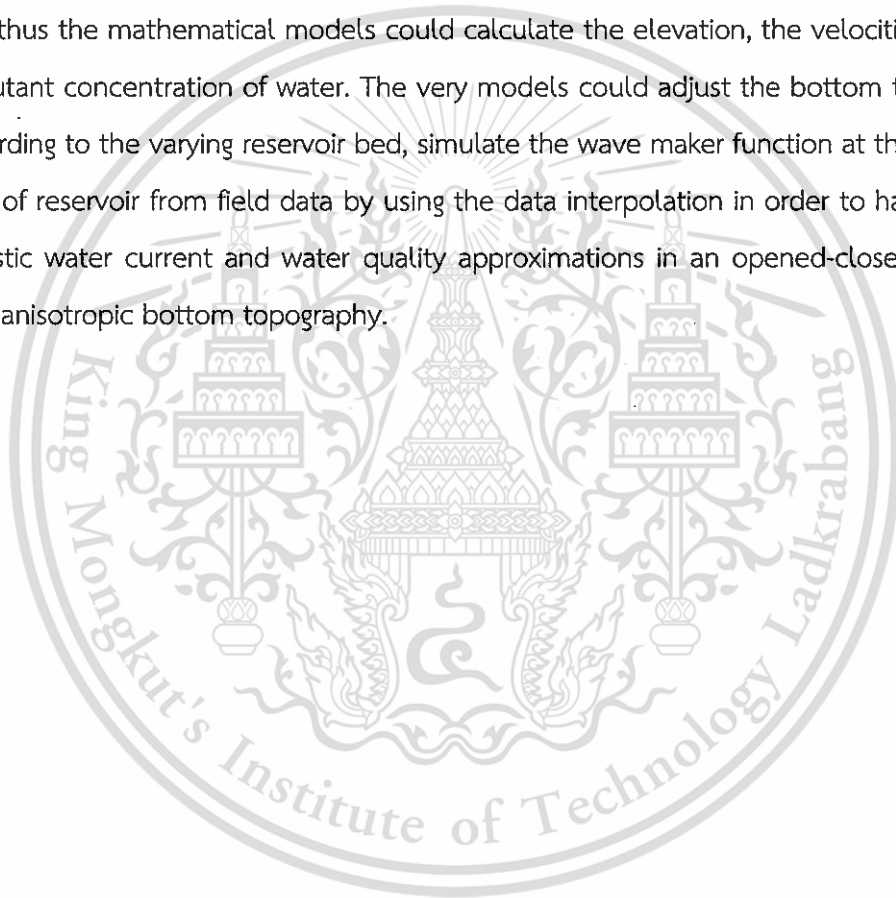 thus the mathematical models could calculate the elevation, the velociti
utant concentration of water. The very models could adjust the bottom t
rding to the varying reservoir bed, simulate the wave maker function at th
of reservoir from field data by using the data interpolation in order to ha
stic water current and water quality approximations in an opened-close
anisotropic bottom topography.
King Mongkut's Institute of Technology Ladkrabang